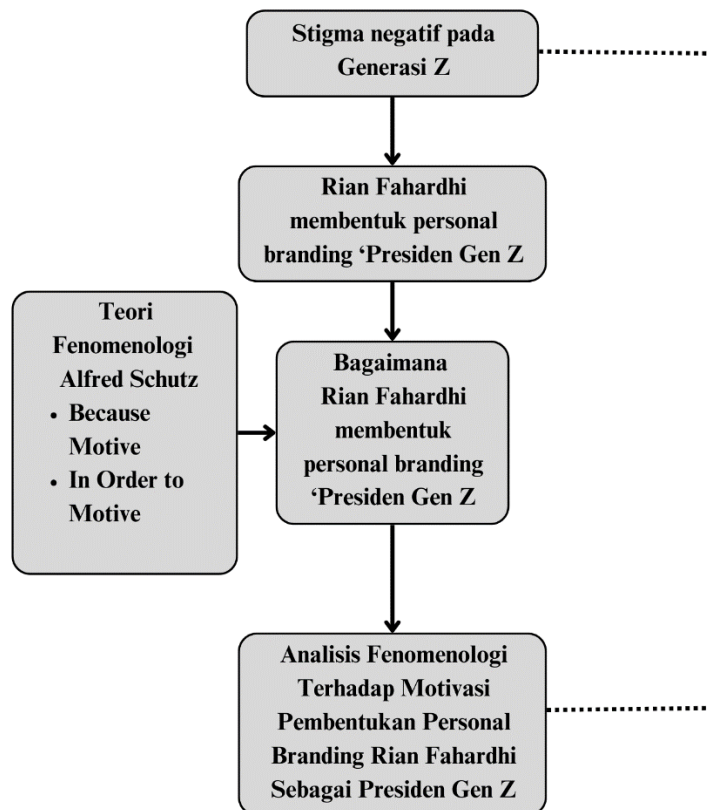 Stigma negatif pada
Generasi Z
Rian Fahardhi
membentuk personal
branding ‘Presiden Gen Z
Teori
Fenomenologi
Alfred Schutz
• Because
Motive
• In Order to
Motive
Bagaimana
Rian Fahardhi
membentuk
personal branding
‘Presiden Gen Z
Analisis Fenomenologi
Terhadap Motivasi
Pembentukan Personal
Branding Rian Fahardhi
Sebagai Presiden Gen Z